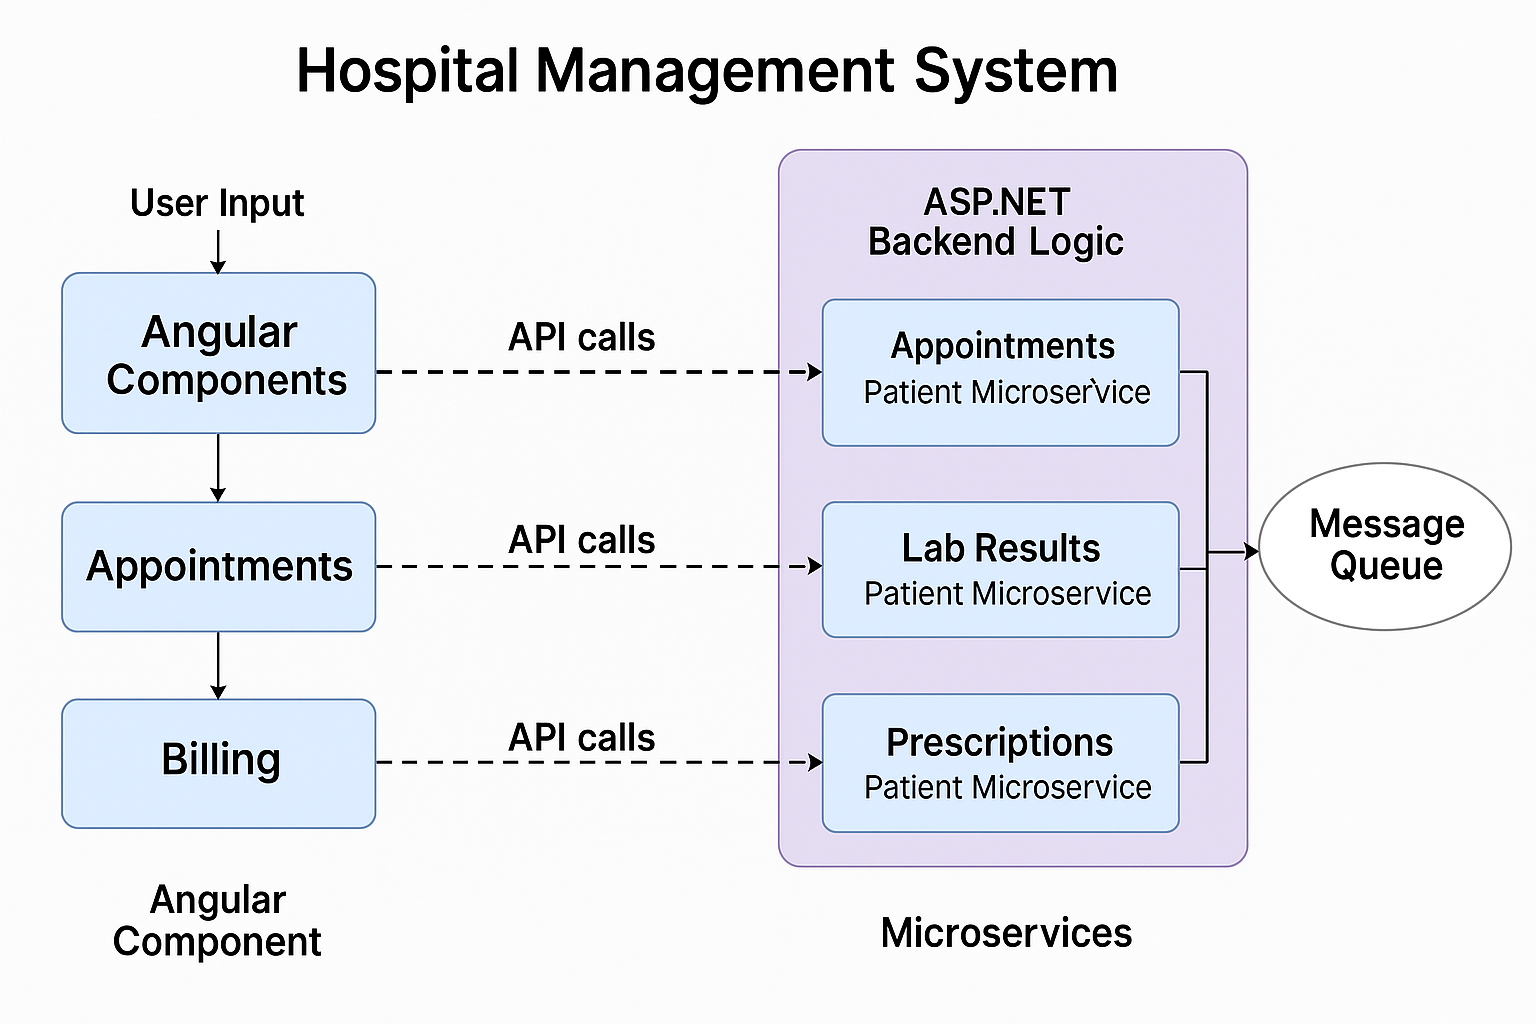 Hospital Management System
User Input
Angular
Components
API calls
Appointments
API calls
Billing
API calls
Angular
Component
ASP.NET
Backend Logic
Appointments
Patient Microservice
Lab Results
Patient Microservice
Prescriptions
Patient Microservice
Microservices
Message
Queue